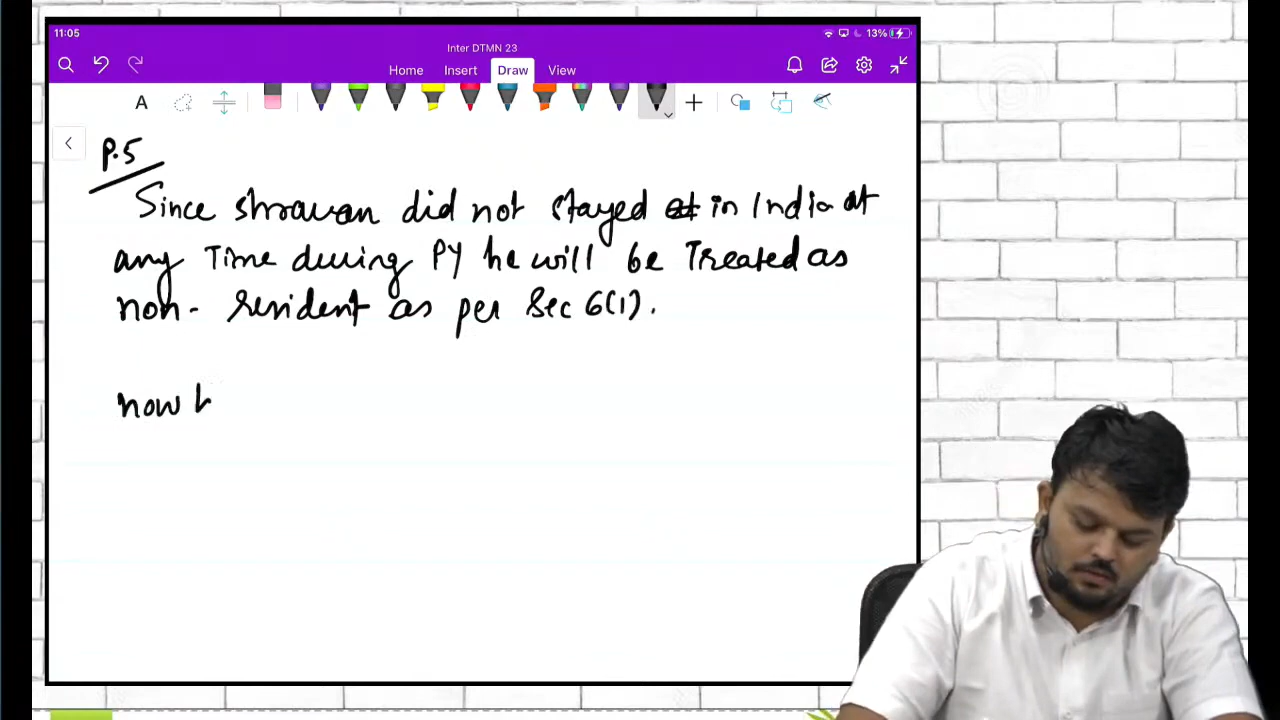 11:05
13%
Inter DTMN 23
Home Insert Draw View
A
P.5
Since shravan did not stayed at in India at
any Time during PY he will be Treated as
non- resident as per Sec 6(1).
now h